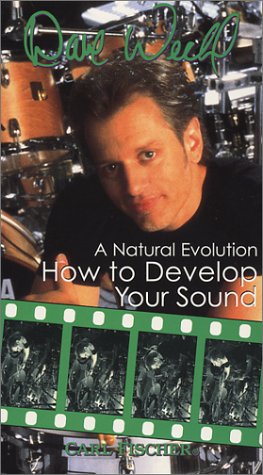 Dave Weckl
A Natural Evolution
How to Develop
Your Sound
CARL FISCHER